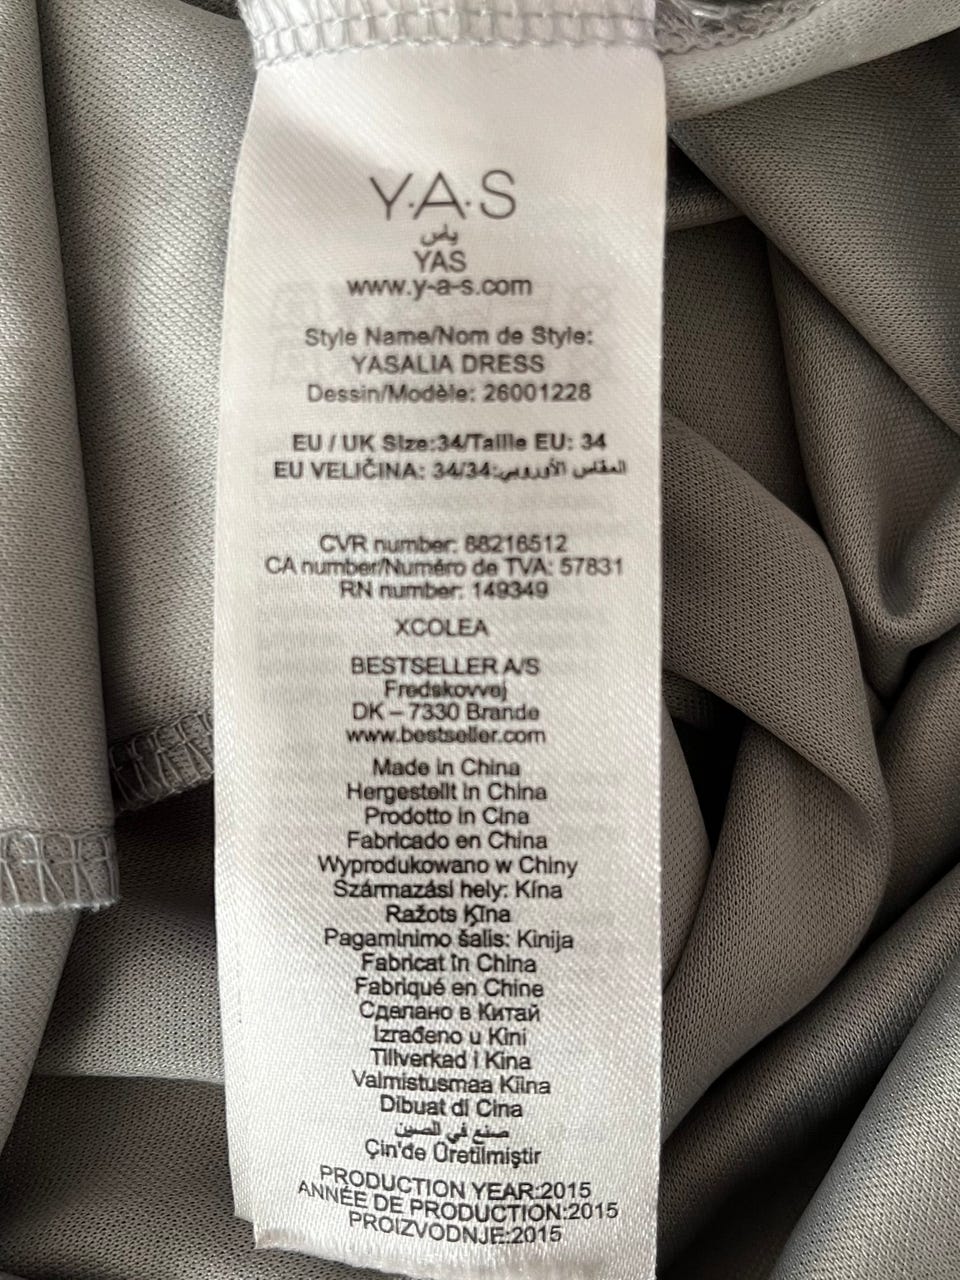 Y.A.S
ياس
YAS
www.y-a-s.com
Style Name/Nom de Style:
YASALIA DRESS
Dessin/Modèle: 26001228
EU / UK Size:34/Taille EU: 34
EU VELIČINA: 34/34:المقاس الأوروبي
CVR number: 88216512
CA number/Numéro de TVA: 57831
RN number: 149349
XCOLEA
BESTSELLER A/S
Fredskovvej
DK – 7330 Brande
www.bestseller.com
Made in China
Hergestellt in China
Prodotto in Cina
Fabricado en China
Wyprodukowano w Chiny
Származási hely: Kína
Ražots Ķīna
Pagaminimo šalis: Kinija
Fabricat în China
Fabriqué en Chine
Сделано в Китай
Izrađeno u Kini
Tillverkad i Kina
Valmistusmaa Kiina
Dibuat di Cina
صنع في الصين
Çin'de Üretilmiştir
PRODUCTION YEAR:2015
ANNÉE DE PRODUCTION:2015
PROIZVODNJE:2015